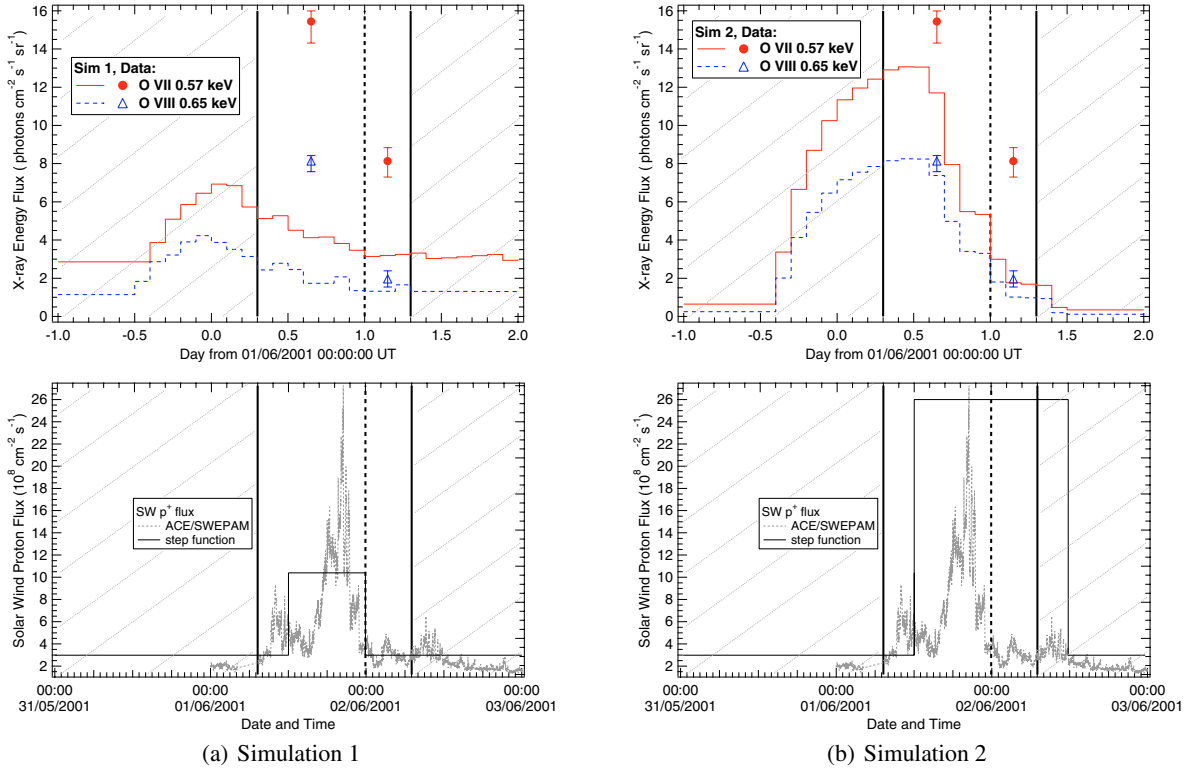 16
14
12
10
8
6
4
2
0
X-ray Energy Flux ( photons cm-2 s-1 sr-1)
Sim 1, Data:
O VII 0.57 keV
O VIII 0.65 keV
-1.0 -0.5 0.0 0.5 1.0 1.5 2.0
Day from 01/06/2001 00:00:00 UT
16
14
12
10
8
6
4
2
0
X-ray Energy Flux ( photons cm-2 s-1 sr-1)
Sim 2, Data:
O VII 0.57 keV
O VIII 0.65 keV
-1.0 -0.5 0.0 0.5 1.0 1.5 2.0
Day from 01/06/2001 00:00:00 UT
26
24
22
20
18
16
14
12
10
8
6
4
2
Solar Wind Proton Flux (10^8 cm-2 s-1)
SW p+ flux
ACE/SWEPAM
step function
00:00 00:00 00:00 00:00
31/05/2001 01/06/2001 02/06/2001 03/06/2001
Date and Time
(a) Simulation 1
26
24
22
20
18
16
14
12
10
8
6
4
2
Solar Wind Proton Flux (10^8 cm-2 s-1)
SW p+ flux
ACE/SWEPAM
step function
00:00 00:00 00:00 00:00
31/05/2001 01/06/2001 02/06/2001 03/06/2001
Date and Time
(b) Simulation 2